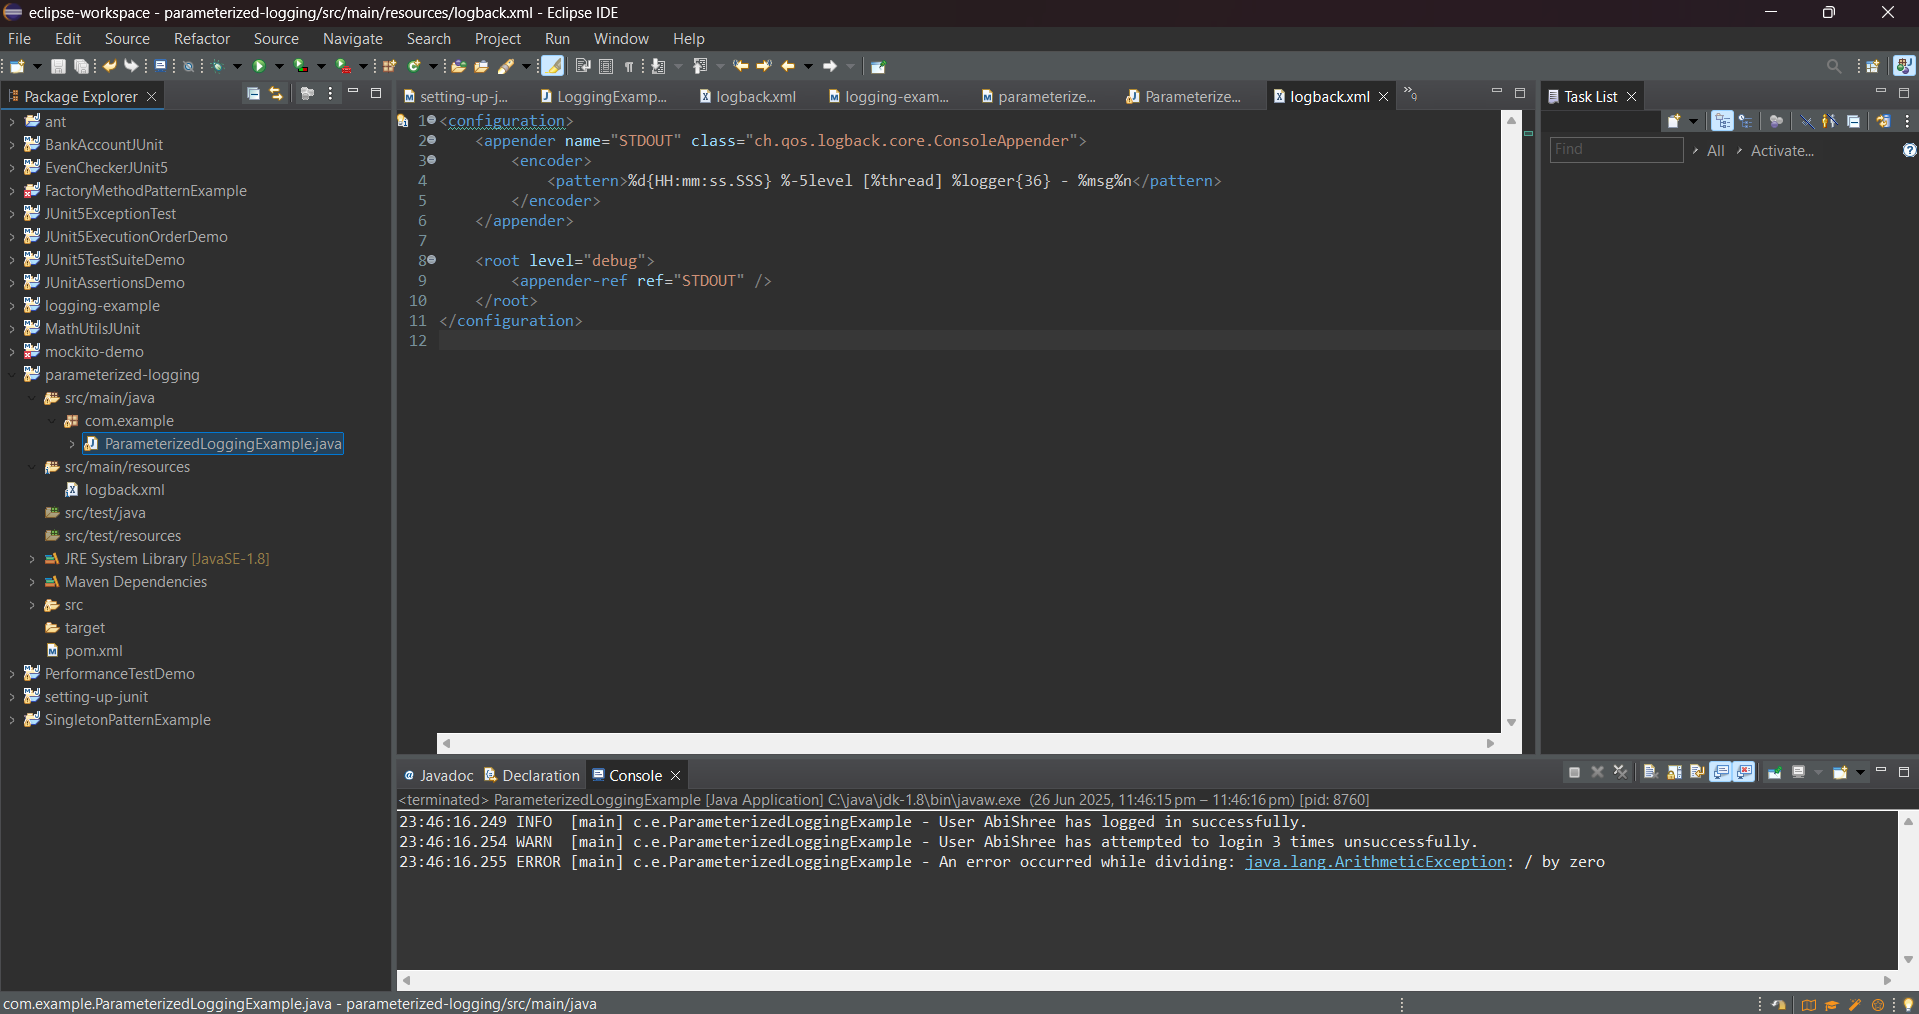 eclipse-workspace - parameterized-logging/src/main/resources/logback.xml - Eclipse IDE
File Edit Source Refactor Source Navigate Search Project Run Window Help
Package Explorer
ant
BankAccountJUnit
EvenCheckerJUnit5
FactoryMethodPatternExample
JUnit5ExceptionTest
JUnit5ExecutionOrderDemo
JUnit5TestSuiteDemo
JUnitAssertionsDemo
logging-example
MathUtilsJUnit
mockito-demo
parameterized-logging
src/main/java
com.example
ParameterizedLoggingExample.java
src/main/resources
logback.xml
src/test/java
src/test/resources
JRE System Library [JavaSE-1.8]
Maven Dependencies
src
target
pom.xml
PerformanceTestDemo
setting-up-junit
SingletonPatternExample
setting-up-j... LoggingExamp... logback.xml logging-exam... parameterize... Parameterize... logback.xml »9
1 <configuration>
2 <appender name="STDOUT" class="ch.qos.logback.core.ConsoleAppender">
3 <encoder>
4 <pattern>%d{HH:mm:ss.SSS} %-5level [%thread] %logger{36} - %msg%n</pattern>
5 </encoder>
6 </appender>
7
8 <root level="debug">
9 <appender-ref ref="STDOUT" />
10 </root>
11 </configuration>
12
Task List
Find All Activate...
Javadoc Declaration Console
<terminated> ParameterizedLoggingExample [Java Application] C:\java\jdk-1.8\bin\javaw.exe (26 Jun 2025, 11:46:15 pm – 11:46:16 pm) [pid: 8760]
23:46:16.249 INFO [main] c.e.ParameterizedLoggingExample - User AbiShree has logged in successfully.
23:46:16.254 WARN [main] c.e.ParameterizedLoggingExample - User AbiShree has attempted to login 3 times unsuccessfully.
23:46:16.255 ERROR [main] c.e.ParameterizedLoggingExample - An error occurred while dividing: java.lang.ArithmeticException: / by zero
com.example.ParameterizedLoggingExample.java - parameterized-logging/src/main/java